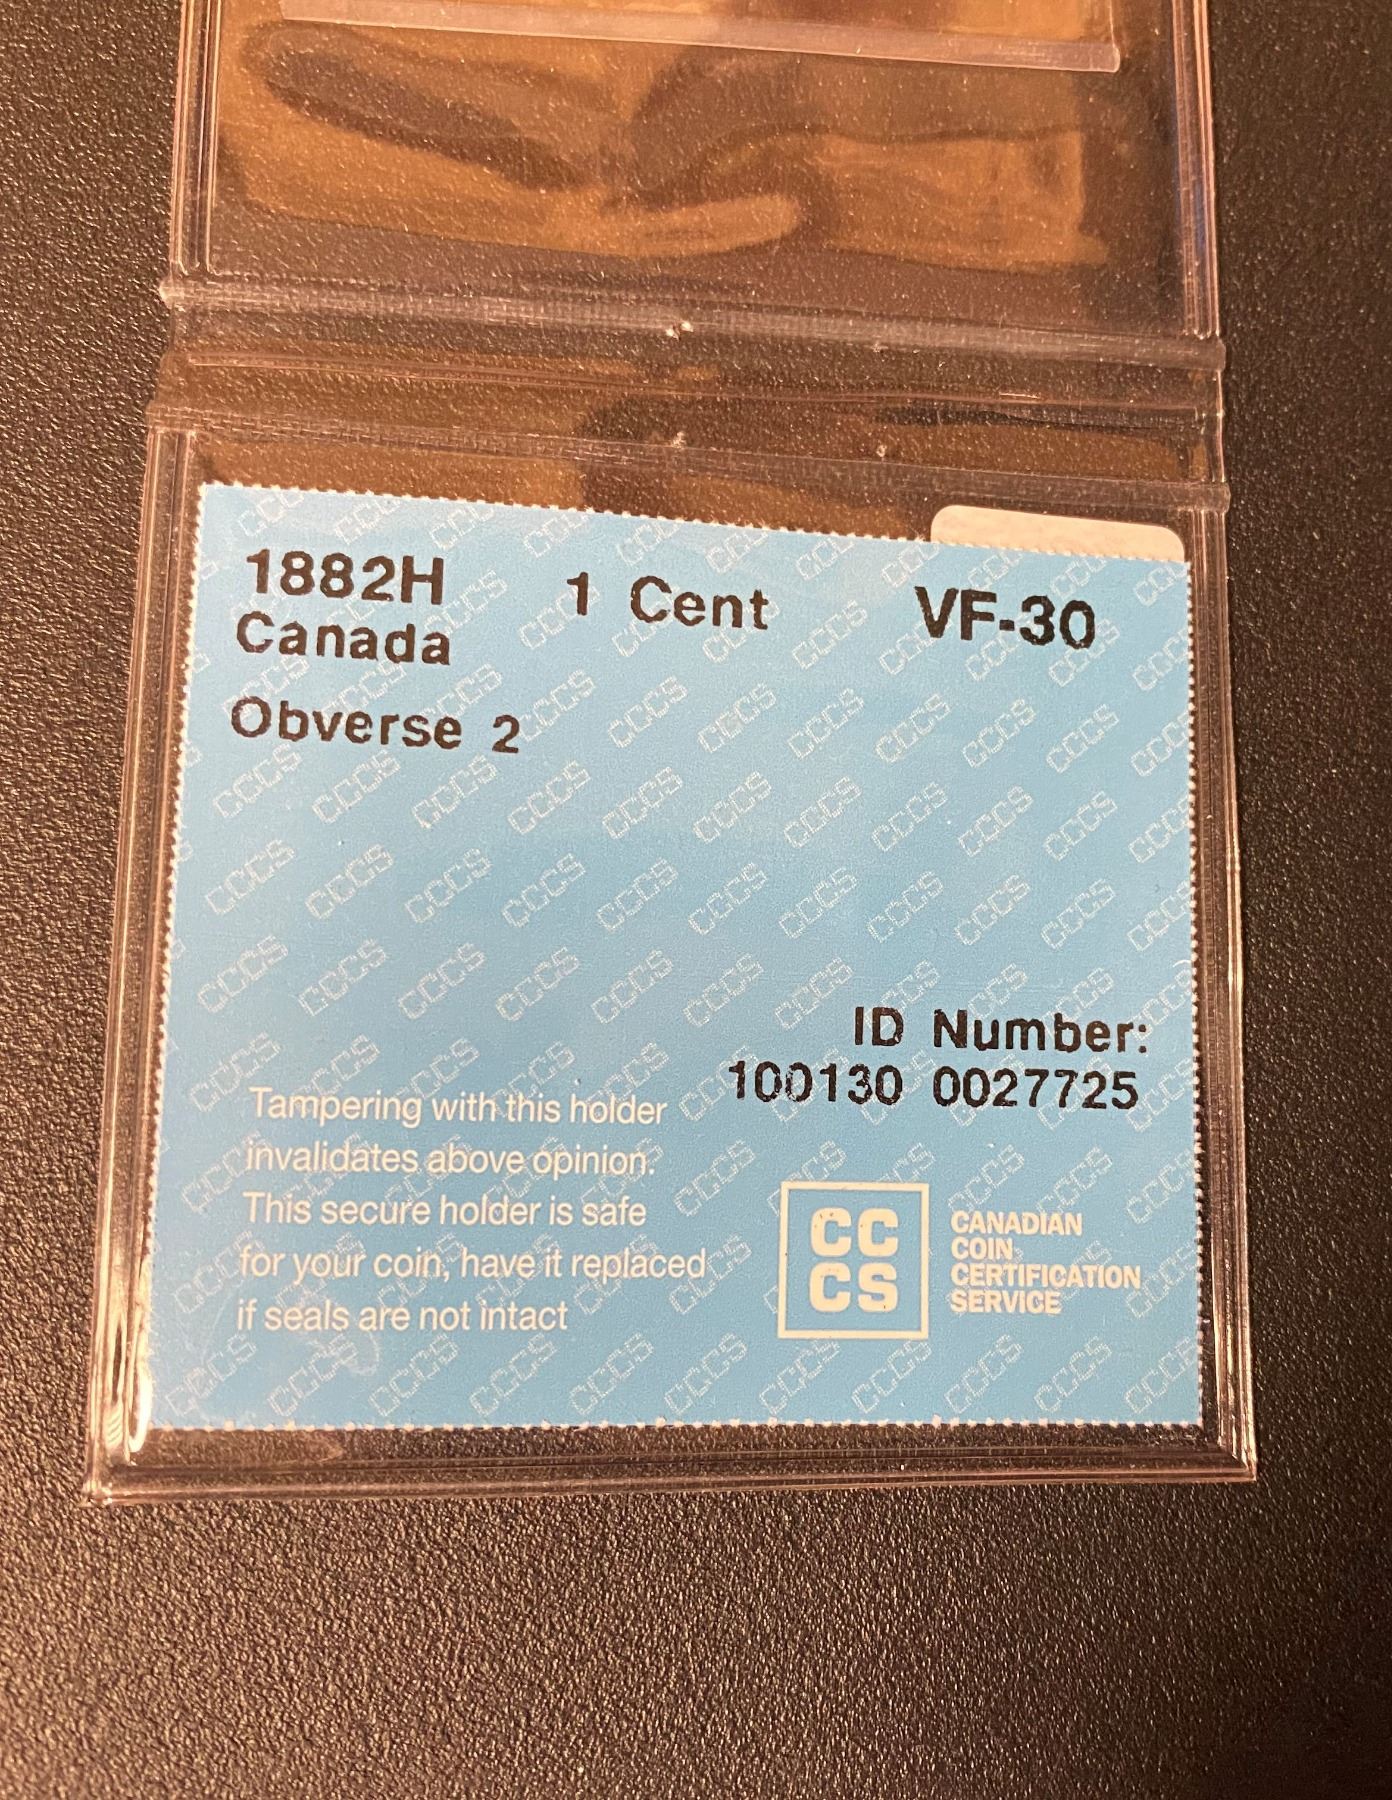 1882H 1 Cent VF-30
Canada
Obverse 2
ID Number:
100130 0027725
Tampering with this holder
invalidates above opinion.
This secure holder is safe
for your coin, have it replaced
if seals are not intact
CC
CS
CANADIAN
COIN
CERTIFICATION
SERVICE